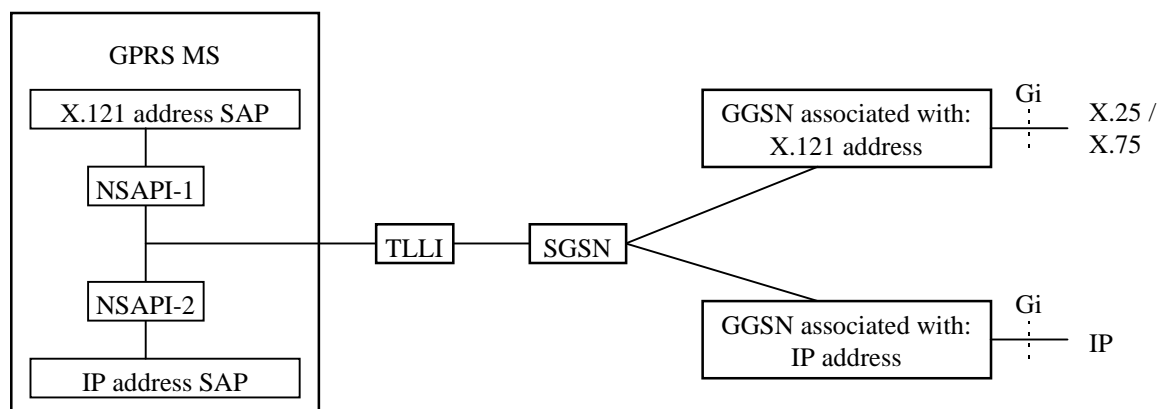 GPRS MS
X.121 address SAP
NSAPI-1
NSAPI-2
IP address SAP
TLLI
SGSN
GGSN associated with:
X.121 address
Gi
X.25 /
X.75
GGSN associated with:
IP address
Gi
IP